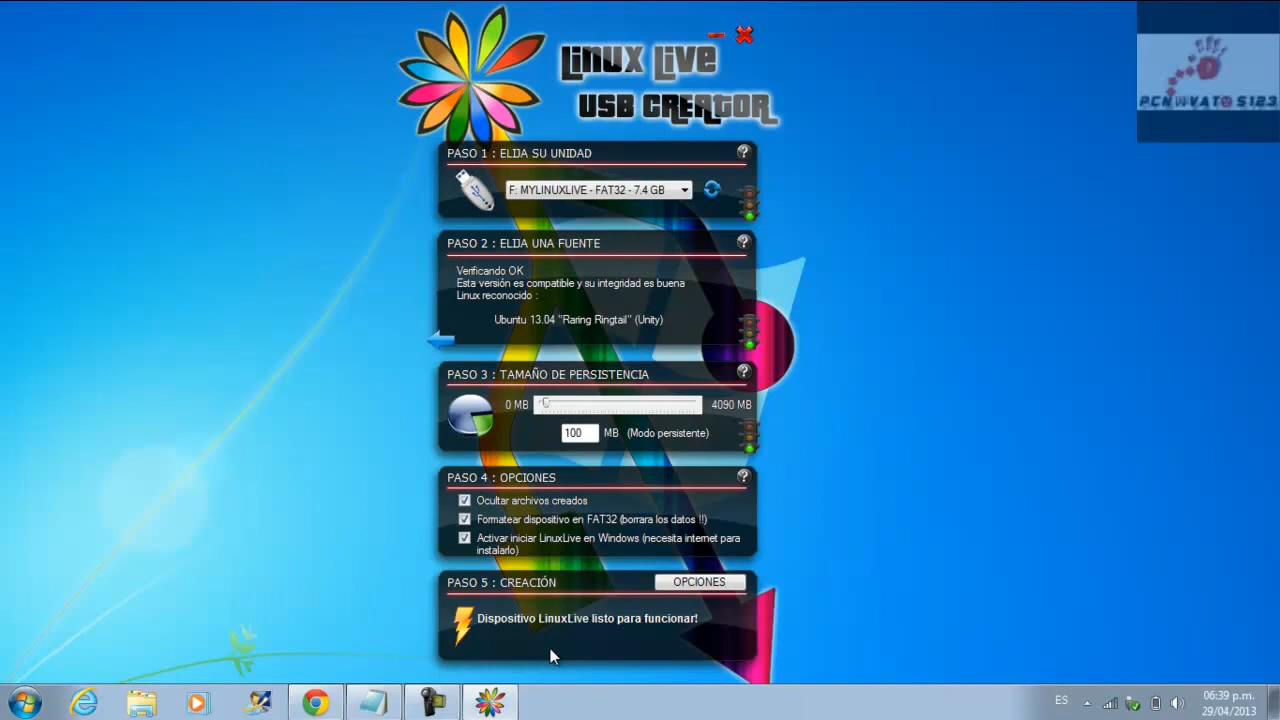 Linux Live
USB CREATOR
PCNOVATOS123
PASO 1 : ELIJA SU UNIDAD
F: MYLINUXLIVE - FAT32 - 7.4 GB
PASO 2 : ELIJA UNA FUENTE
Verificando OK
Esta versión es compatible y su integridad es buena
Linux reconocido :
Ubuntu 13.04 "Raring Ringtail" (Unity)
PASO 3 : TAMAÑO DE PERSISTENCIA
0 MB
4090 MB
100 MB (Modo persistente)
PASO 4 : OPCIONES
Ocultar archivos creados
Formatear dispositivo en FAT32 (borrara los datos !!)
Activar iniciar LinuxLive en Windows (necesita internet para
instalarlo)
PASO 5 : CREACIÓN
OPCIONES
Dispositivo LinuxLive listo para funcionar!
ES
06:39 p.m.
29/04/2013